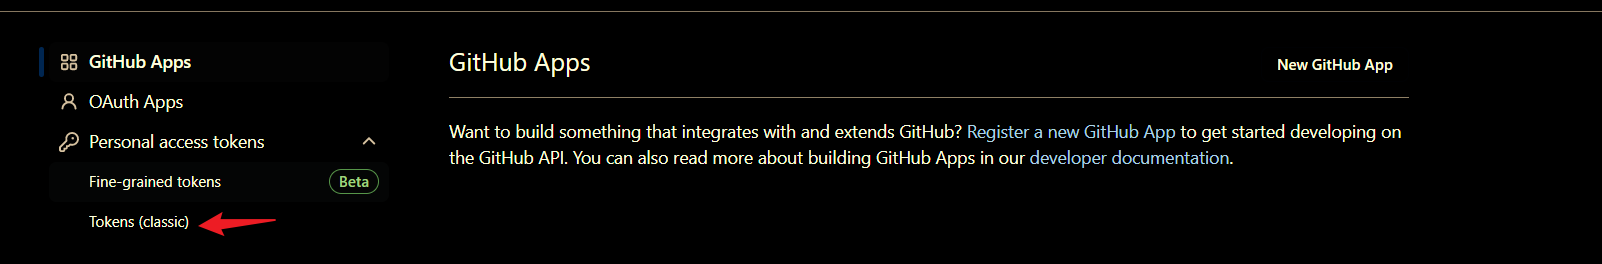 GitHub Apps
OAuth Apps
Personal access tokens
Fine-grained tokens Beta
Tokens (classic)
GitHub Apps
New GitHub App
Want to build something that integrates with and extends GitHub? Register a new GitHub App to get started developing on
the GitHub API. You can also read more about building GitHub Apps in our developer documentation.